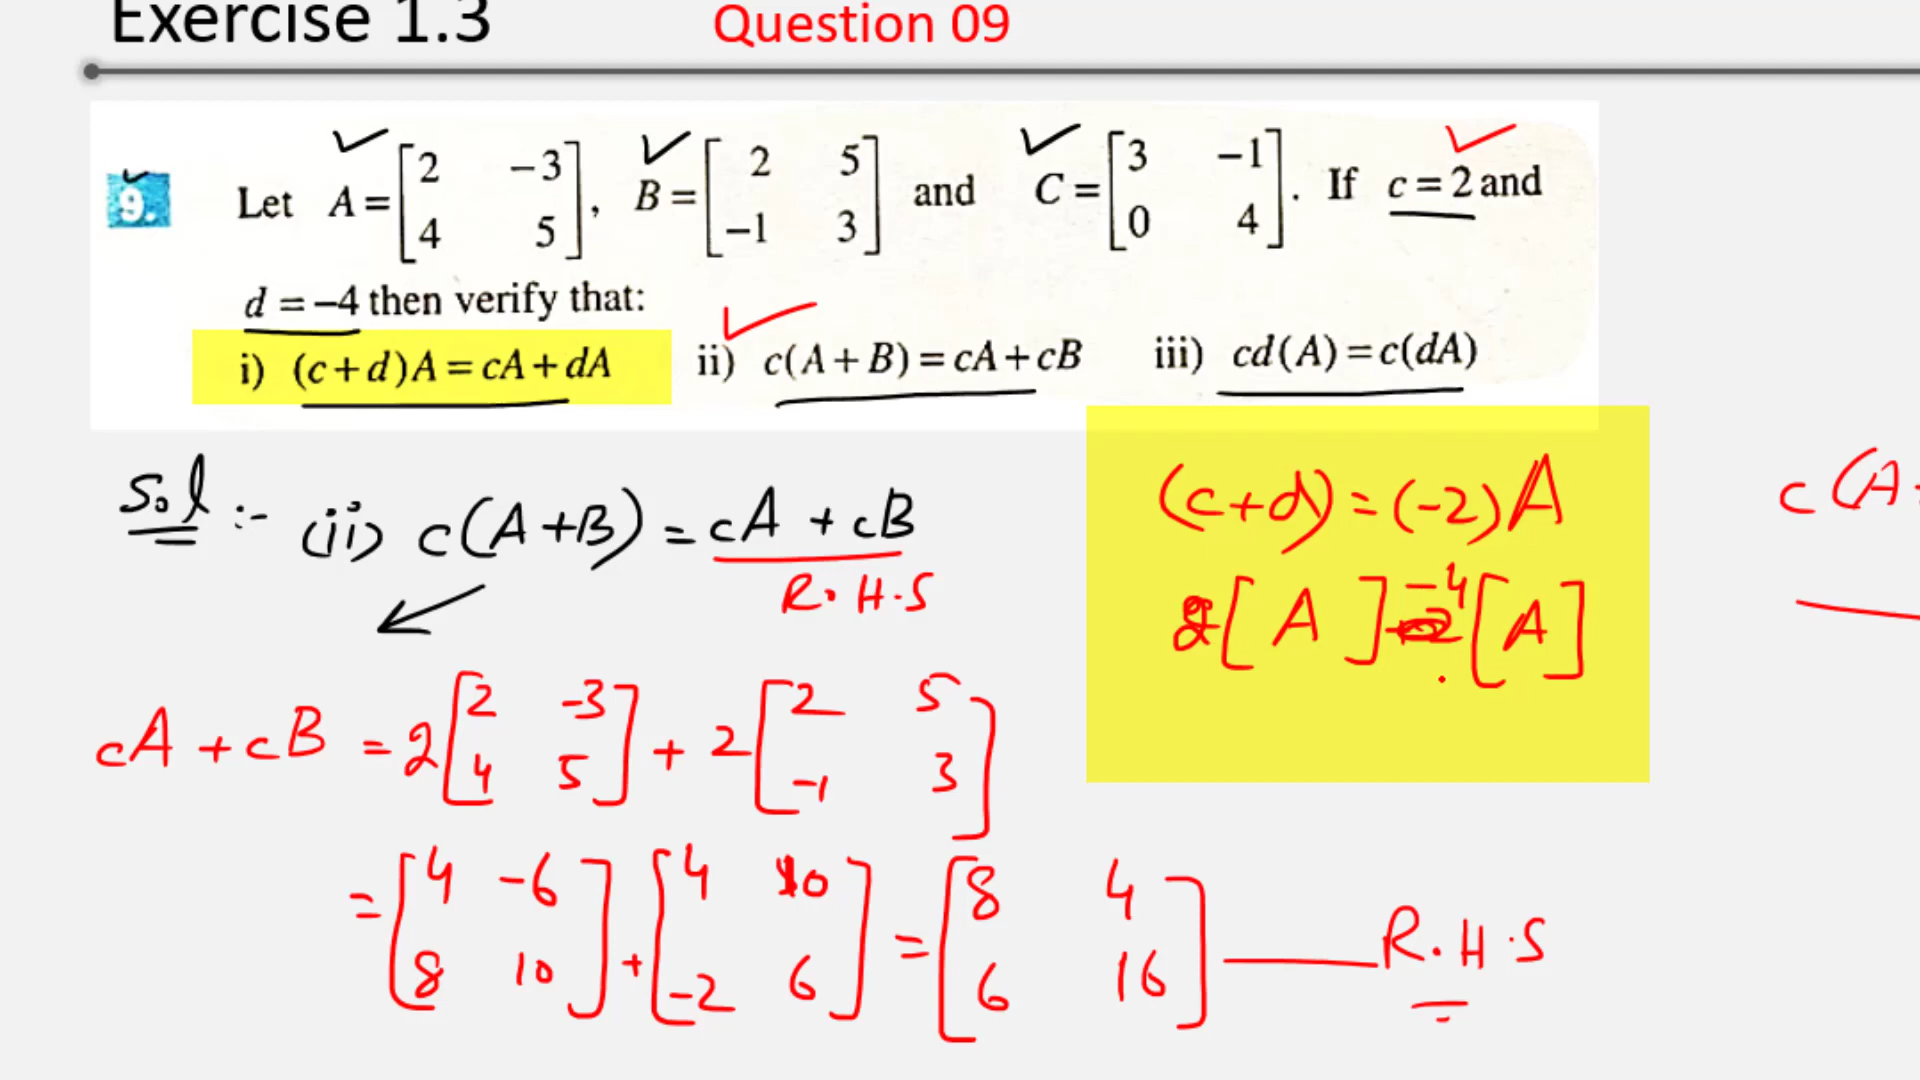 Exercise 1.3 Question 09
9. Let A = [2 -3; 4 5], B = [2 5; -1 3] and C = [3 -1; 0 4]. If c = 2 and
d = -4 then verify that:
i) (c+d)A = cA+dA ii) c(A+B) = cA+cB iii) cd(A) = c(dA)
Sol :- (ii) c(A+B) = cA + cB
R.H.S
(c+d) = (-2)A
2[A] -4[A]
c(A+
cA + cB = 2[2 -3; 4 5] + 2[2 5; -1 3]
= [4 -6; 8 10] + [4 10; -2 6] = [8 4; 6 16] — R.H.S